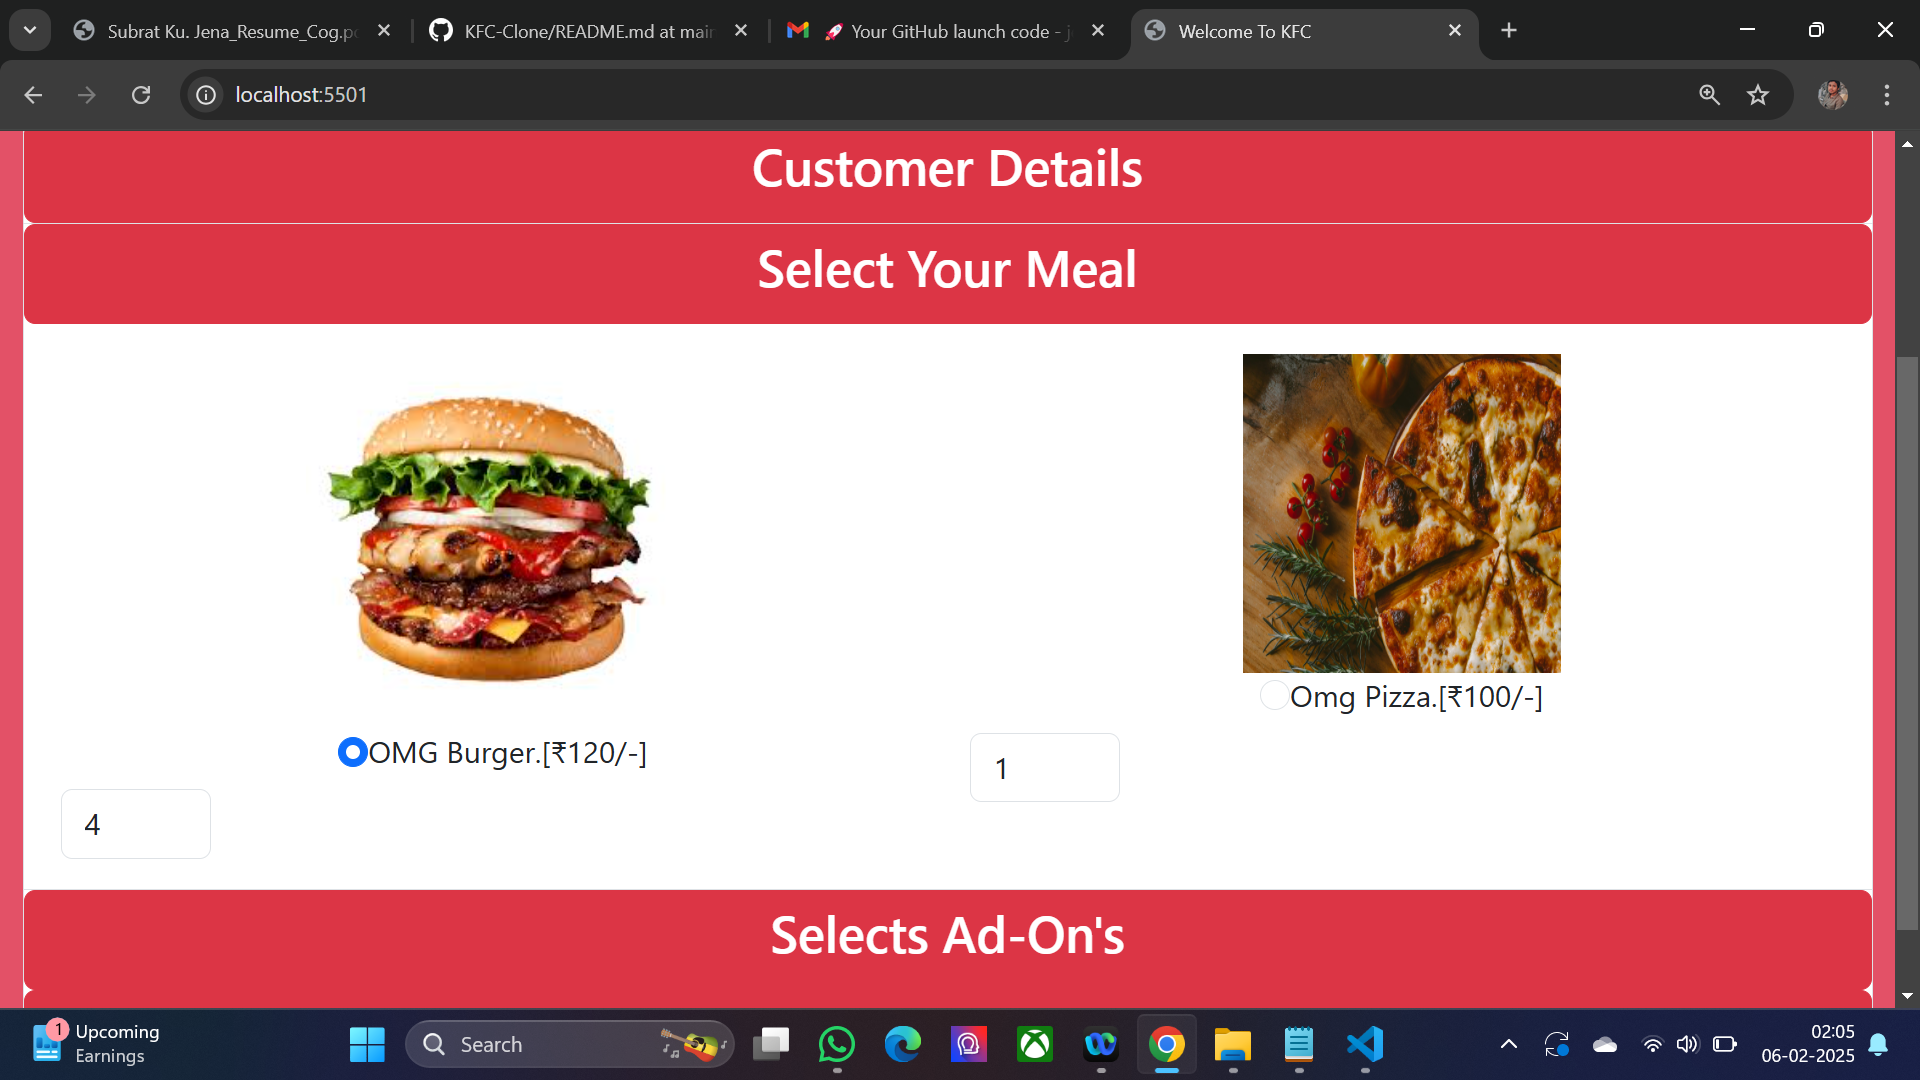 Subrat Ku. Jena_Resume_Cog.pd
KFC-Clone/README.md at mair
🚀 Your GitHub launch code - j
Welcome To KFC
localhost:5501
Customer Details
Select Your Meal
Omg Pizza.[₹100/-]
OMG Burger.[₹120/-]
1
4
Selects Ad-On's
1
Upcoming
Earnings
Search
02:05
06-02-2025